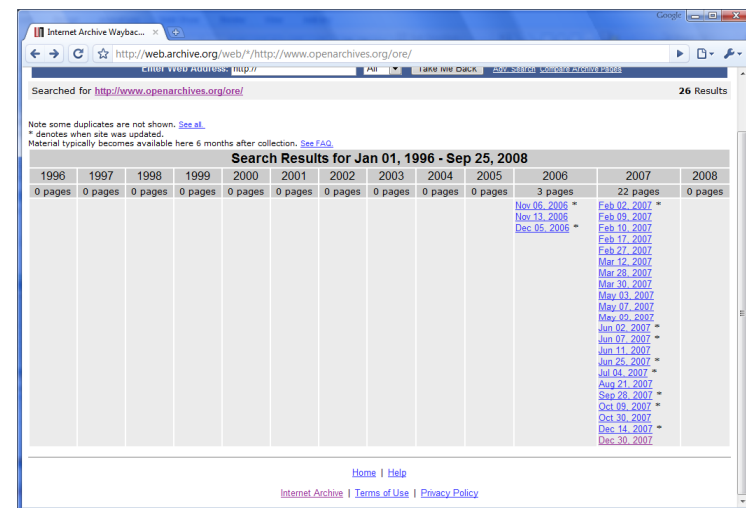 Google
Internet Archive Waybac...
http://web.archive.org/web/*/http://www.openarchives.org/ore/
Enter Web Address: http:// All Take Me Back Adv. Search Compare Archive Pages
Searched for http://www.openarchives.org/ore/ 26 Results
Note some duplicates are not shown. See all.
* denotes when site was updated.
Material typically becomes available here 6 months after collection. See FAQ.
Search Results for Jan 01, 1996 - Sep 25, 2008
1996 1997 1998 1999 2000 2001 2002 2003 2004 2005 2006 2007 2008
0 pages 0 pages 0 pages 0 pages 0 pages 0 pages 0 pages 0 pages 0 pages 0 pages 3 pages 22 pages 0 pages
Nov 06, 2006 * Feb 02, 2007 *
Nov 13, 2006 Feb 09, 2007
Dec 05, 2006 * Feb 10, 2007
Feb 17, 2007
Feb 27, 2007
Mar 12, 2007
Mar 28, 2007
Mar 30, 2007
May 03, 2007
May 07, 2007
May 09, 2007
Jun 02, 2007 *
Jun 07, 2007 *
Jun 11, 2007
Jun 25, 2007 *
Jul 04, 2007 *
Aug 21, 2007
Sep 28, 2007 *
Oct 09, 2007 *
Oct 30, 2007
Dec 14, 2007 *
Dec 30, 2007
Home | Help
Internet Archive | Terms of Use | Privacy Policy